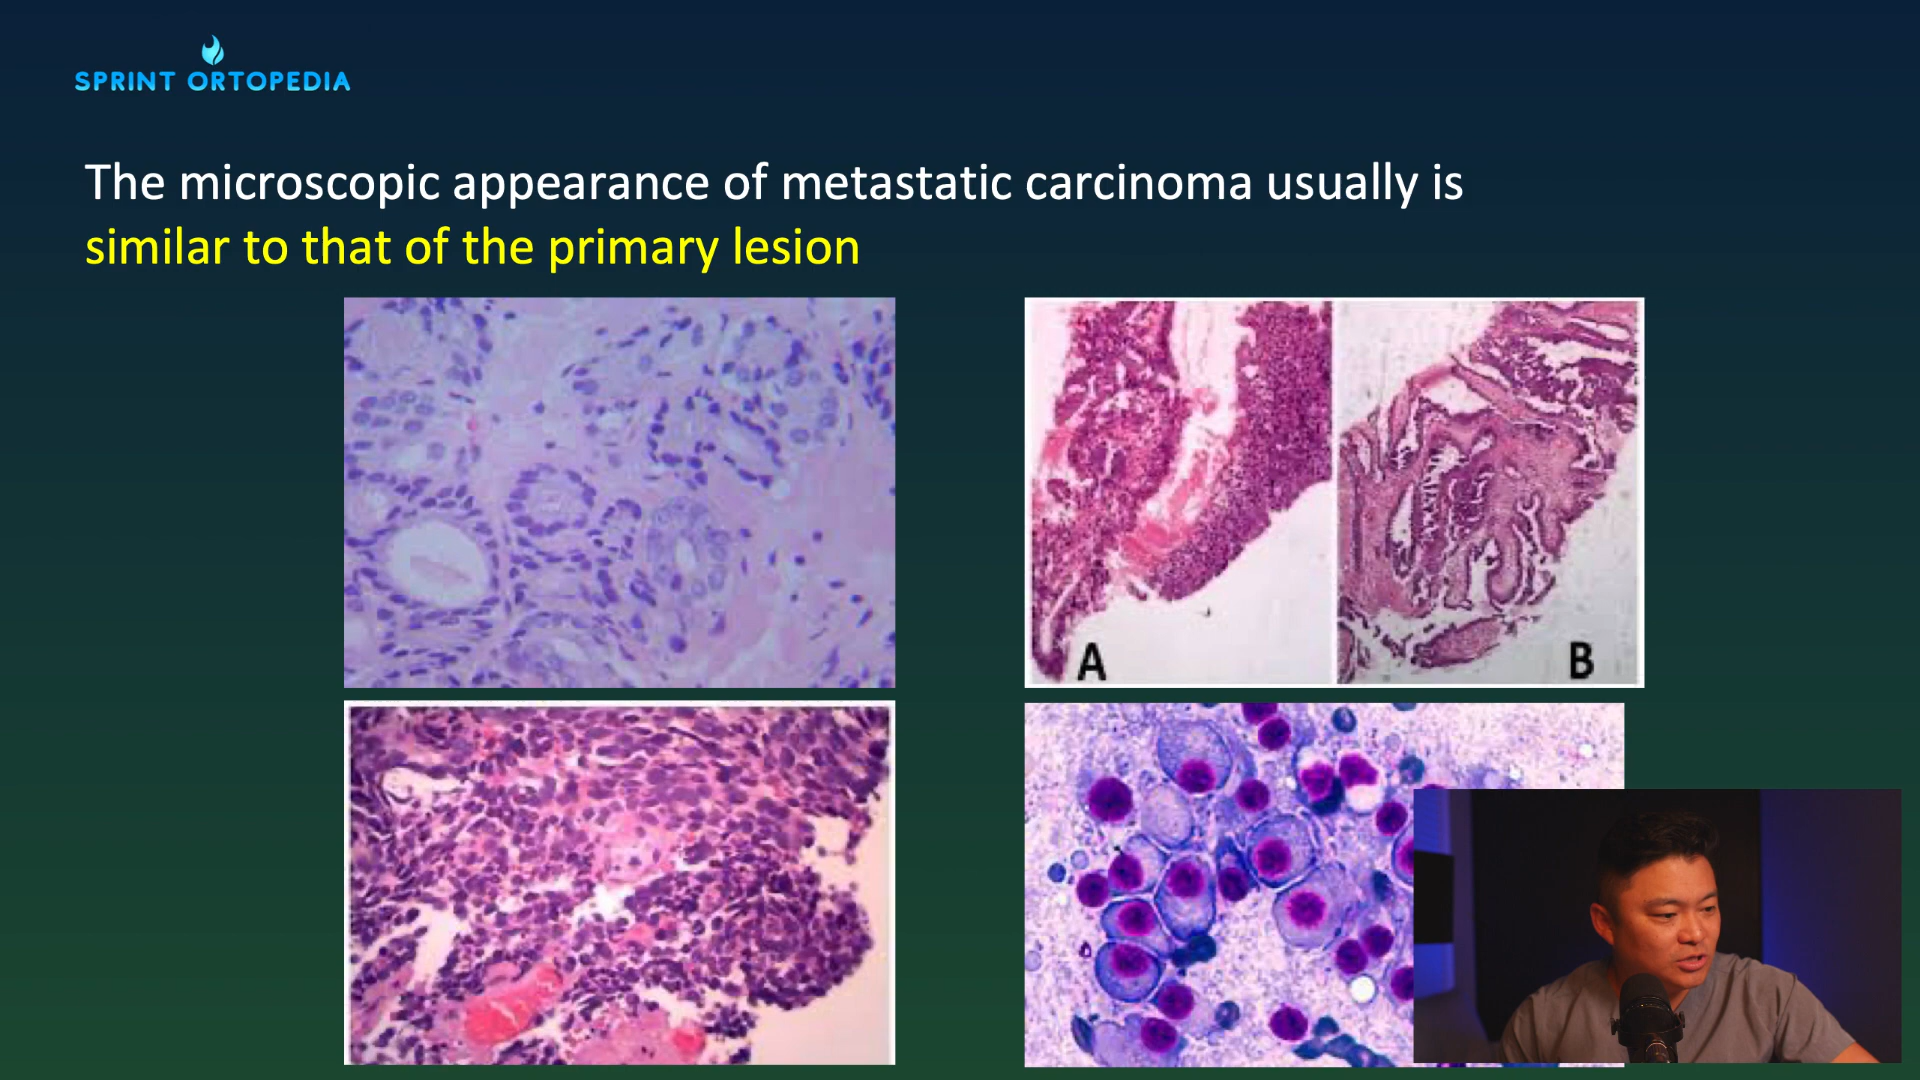 SPRINT ORTOPEDIA
The microscopic appearance of metastatic carcinoma usually is
similar to that of the primary lesion
A
B